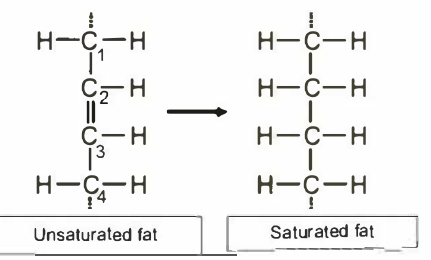 H–C–H
1
C–H
2
C–H
3
H–C–H
4
H–C–H
H–C–H
H–C–H
H–C–H
Unsaturated fat
Saturated fat